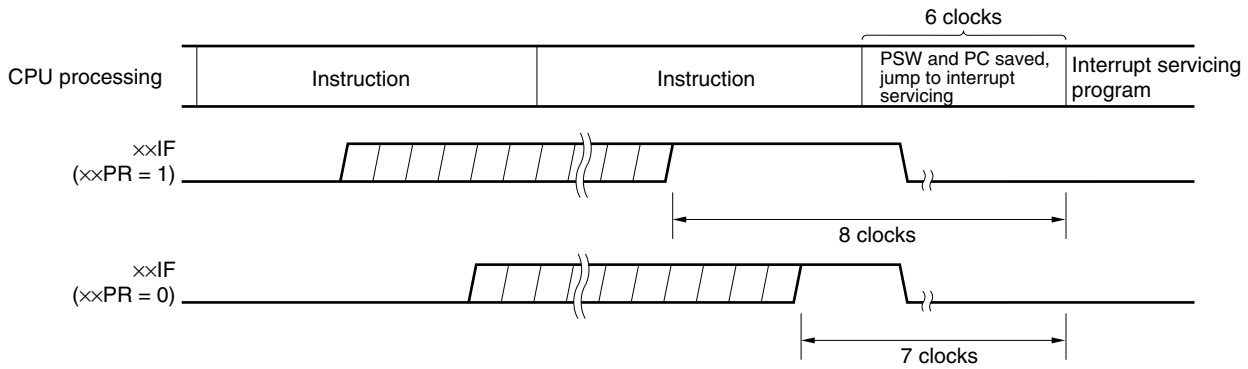 6 clocks
CPU processing
Instruction
Instruction
PSW and PC saved,
jump to interrupt
servicing
Interrupt servicing
program
××IF
(××PR = 1)
8 clocks
××IF
(××PR = 0)
7 clocks